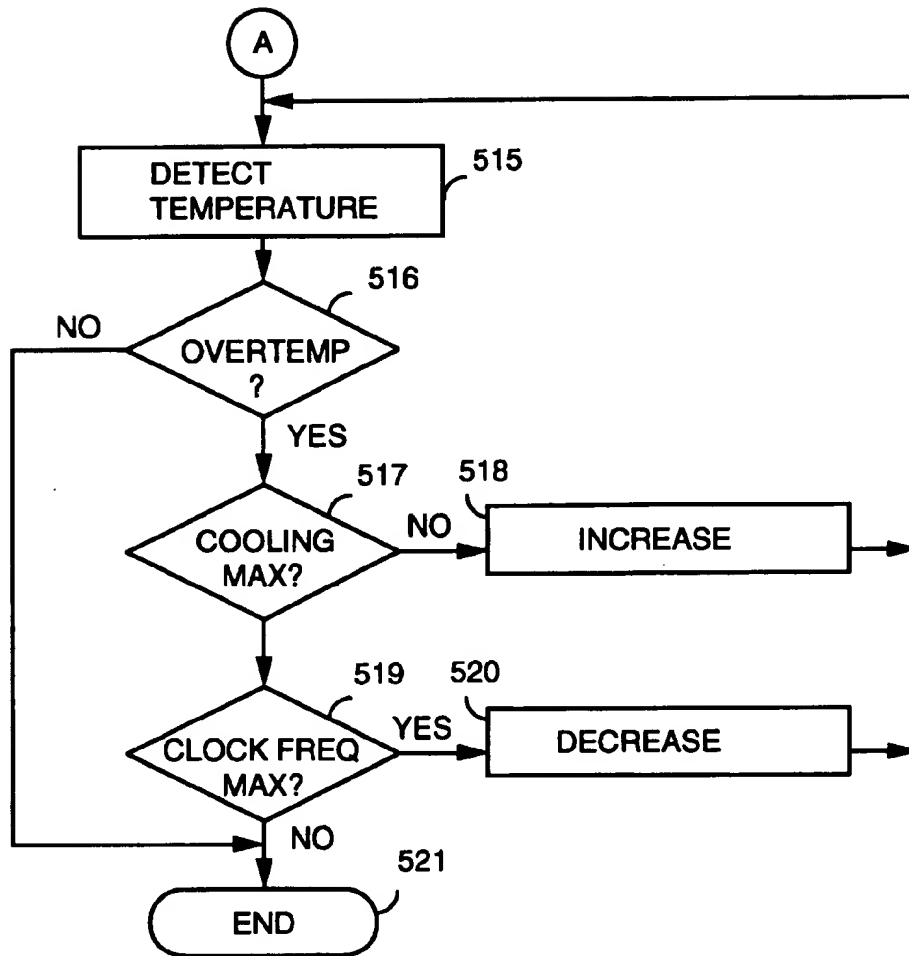 A
DETECT
TEMPERATURE
515
516
NO
OVERTEMP
?
YES
517
COOLING
MAX?
NO
518
INCREASE
519
CLOCK FREQ
MAX?
YES
520
DECREASE
NO
521
END